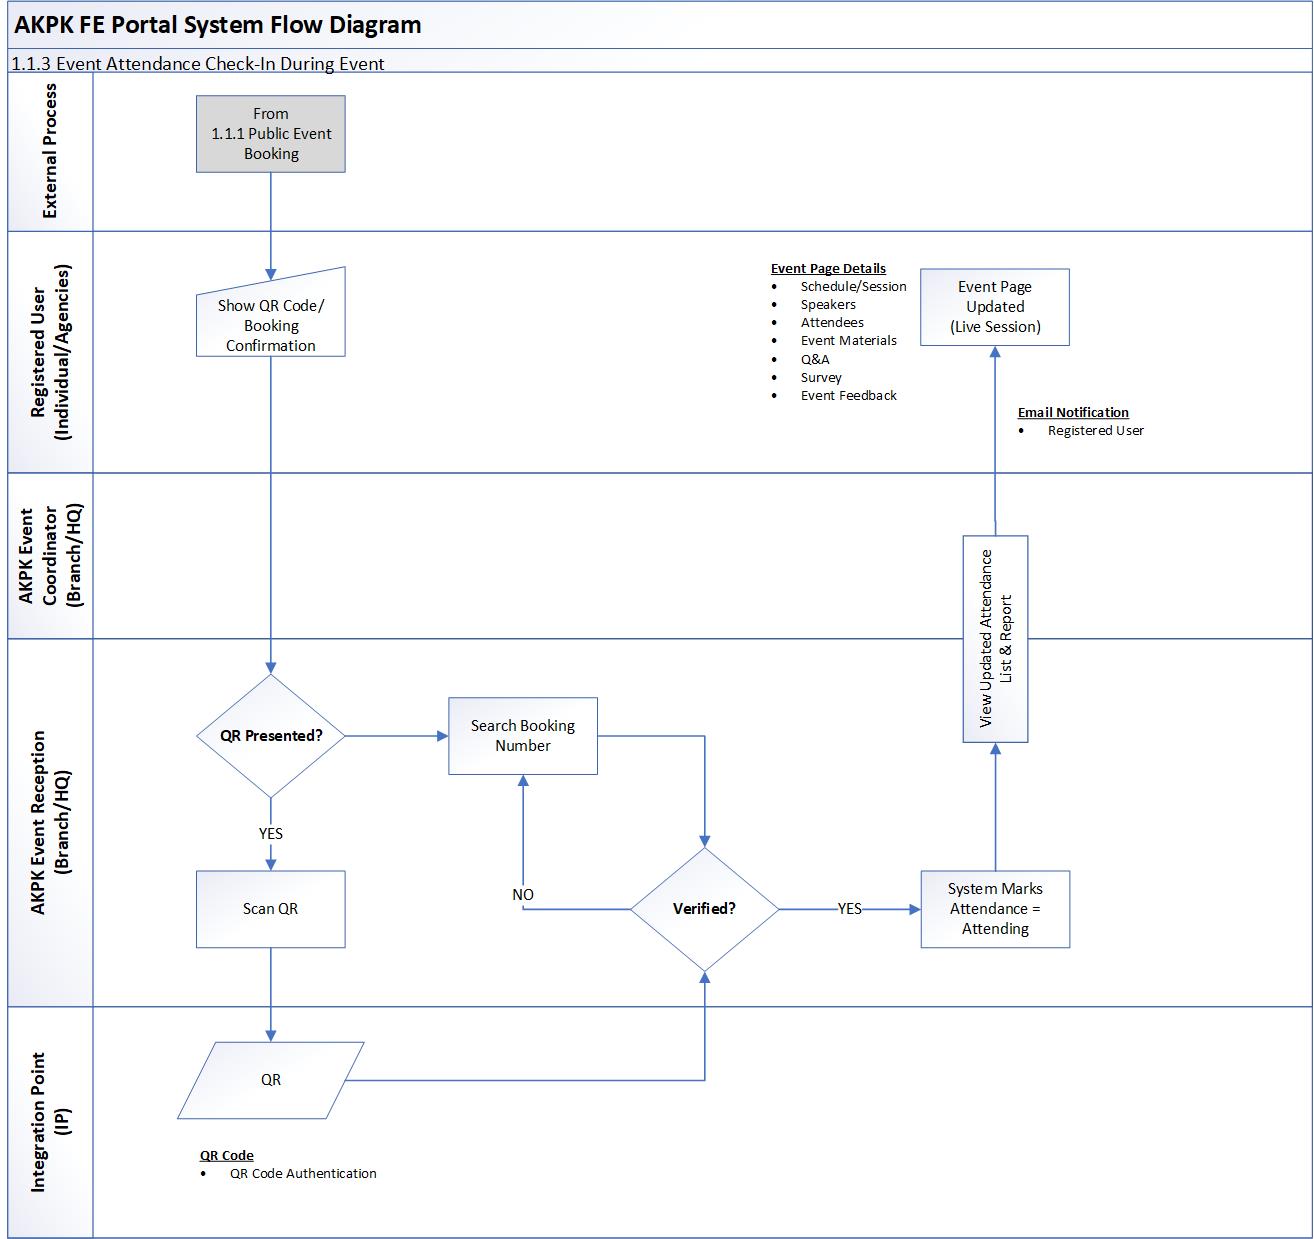 AKPK FE Portal System Flow Diagram
1.1.3 Event Attendance Check-In During Event
External Process
From
1.1.1 Public Event
Booking
Registered User
(Individual/Agencies)
Show QR Code/
Booking
Confirmation
Event Page Details
• Schedule/Session
• Speakers
• Attendees
• Event Materials
• Q&A
• Survey
• Event Feedback
Event Page
Updated
(Live Session)
Email Notification
• Registered User
AKPK Event
Coordinator
(Branch/HQ)
View Updated Attendance
List & Report
AKPK Event Reception
(Branch/HQ)
QR Presented?
Search Booking
Number
YES
Scan QR
NO
Verified?
YES
System Marks
Attendance =
Attending
Integration Point
(IP)
QR
QR Code
• QR Code Authentication